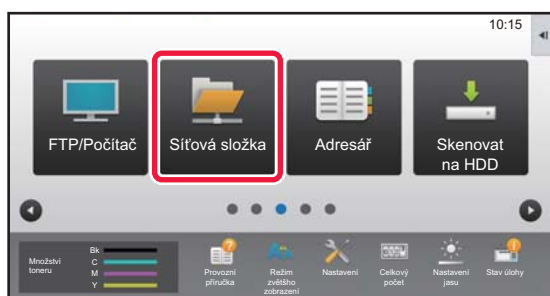 10:15
FTP/Počítač
Síťová složka
Adresář
Skenovat
na HDD
Množství
toneru
Bk
C
M
Y
Provozní
příručka
Režim
zvětšho
zobrazení
Nastavení
Celkový
počet
Nastavení
jasu
Stav úlohy